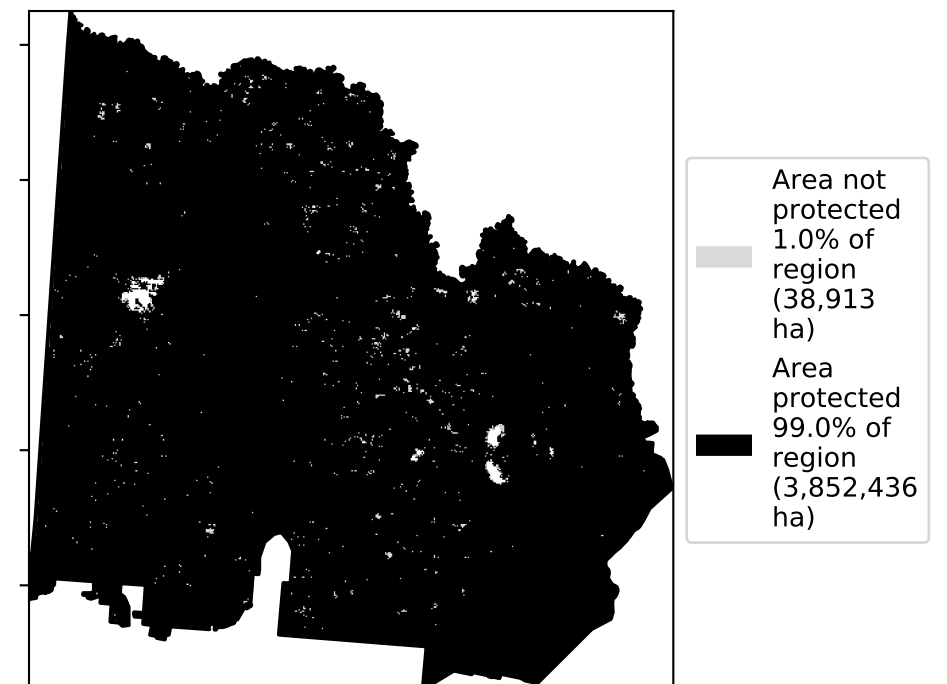 Area not
protected
1.0% of
region
(38,913
ha)
Area
protected
99.0% of
region
(3,852,436
ha)